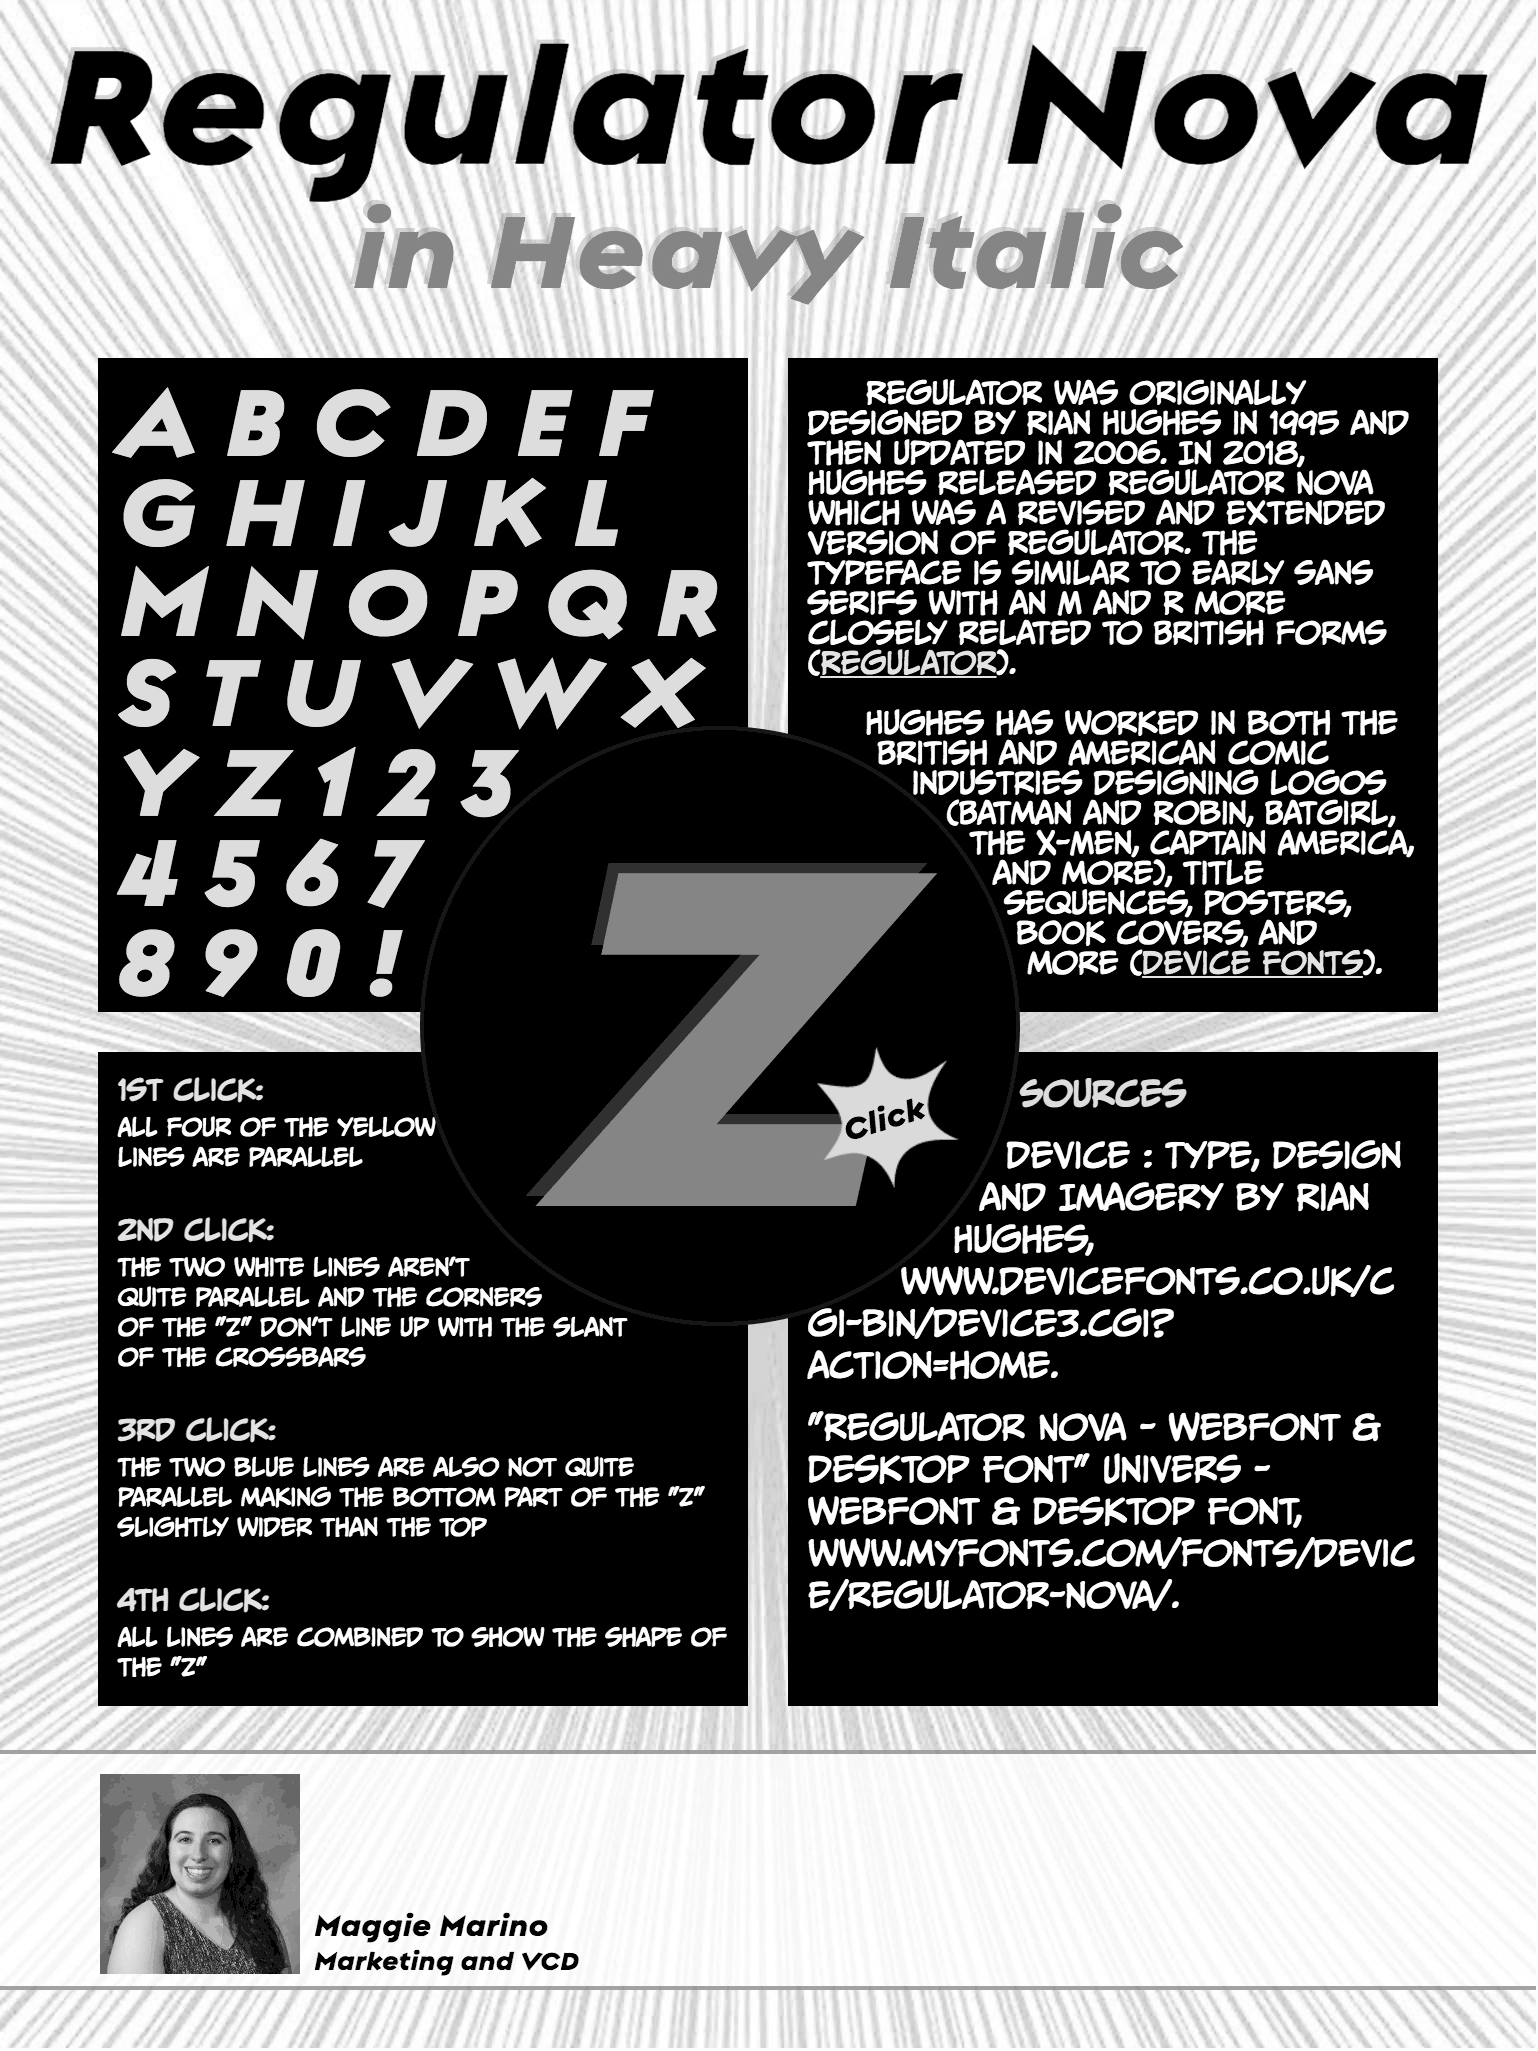 Regulator Nova
in Heavy Italic
A B C D E F
G H I J K L
M N O P Q R
S T U V W X
Y Z 1 2 3
4 5 6 7
8 9 0 !
REGULATOR WAS ORIGINALLY
DESIGNED BY RIAN HUGHES IN 1995 AND
THEN UPDATED IN 2006. IN 2018,
HUGHES RELEASED REGULATOR NOVA
WHICH WAS A REVISED AND EXTENDED
VERSION OF REGULATOR. THE
TYPEFACE IS SIMILAR TO EARLY SANS
SERIFS WITH AN M AND R MORE
CLOSELY RELATED TO BRITISH FORMS
(REGULATOR).
HUGHES HAS WORKED IN BOTH THE
BRITISH AND AMERICAN COMIC
INDUSTRIES DESIGNING LOGOS
(BATMAN AND ROBIN, BATGIRL,
THE X-MEN, CAPTAIN AMERICA,
AND MORE), TITLE
SEQUENCES, POSTERS,
BOOK COVERS, AND
MORE (DEVICE FONTS).
Z
Click
1ST CLICK:
ALL FOUR OF THE YELLOW
LINES ARE PARALLEL
2ND CLICK:
THE TWO WHITE LINES AREN'T
QUITE PARALLEL AND THE CORNERS
OF THE "Z" DON'T LINE UP WITH THE SLANT
OF THE CROSSBARS
3RD CLICK:
THE TWO BLUE LINES ARE ALSO NOT QUITE
PARALLEL MAKING THE BOTTOM PART OF THE "Z"
SLIGHTLY WIDER THAN THE TOP
4TH CLICK:
ALL LINES ARE COMBINED TO SHOW THE SHAPE OF
THE "Z"
SOURCES
DEVICE : TYPE, DESIGN
AND IMAGERY BY RIAN
HUGHES,
WWW.DEVICEFONTS.CO.UK/C
GI-BIN/DEVICE3.CGI?
ACTION=HOME.
"REGULATOR NOVA - WEBFONT &
DESKTOP FONT" UNIVERS -
WEBFONT & DESKTOP FONT,
WWW.MYFONTS.COM/FONTS/DEVIC
E/REGULATOR-NOVA/.
Maggie Marino
Marketing and VCD